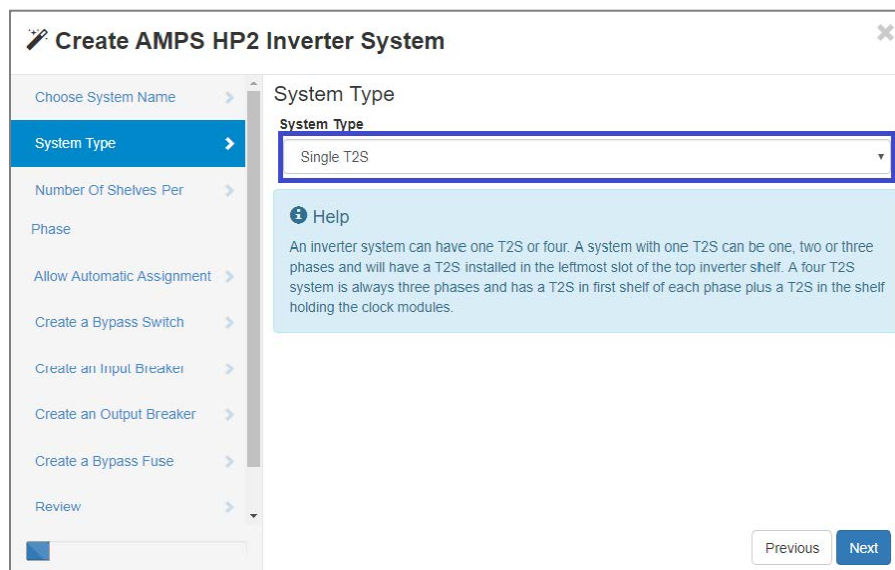 Create AMPS HP2 Inverter System
Choose System Name
System Type
Number Of Shelves Per
Phase
Allow Automatic Assignment
Create a Bypass Switch
Create an Input Breaker
Create an Output Breaker
Create a Bypass Fuse
Review
System Type
System Type
Single T2S
Help
An inverter system can have one T2S or four. A system with one T2S can be one, two or three
phases and will have a T2S installed in the leftmost slot of the top inverter shelf. A four T2S
system is always three phases and has a T2S in first shelf of each phase plus a T2S in the shelf
holding the clock modules.
Previous
Next